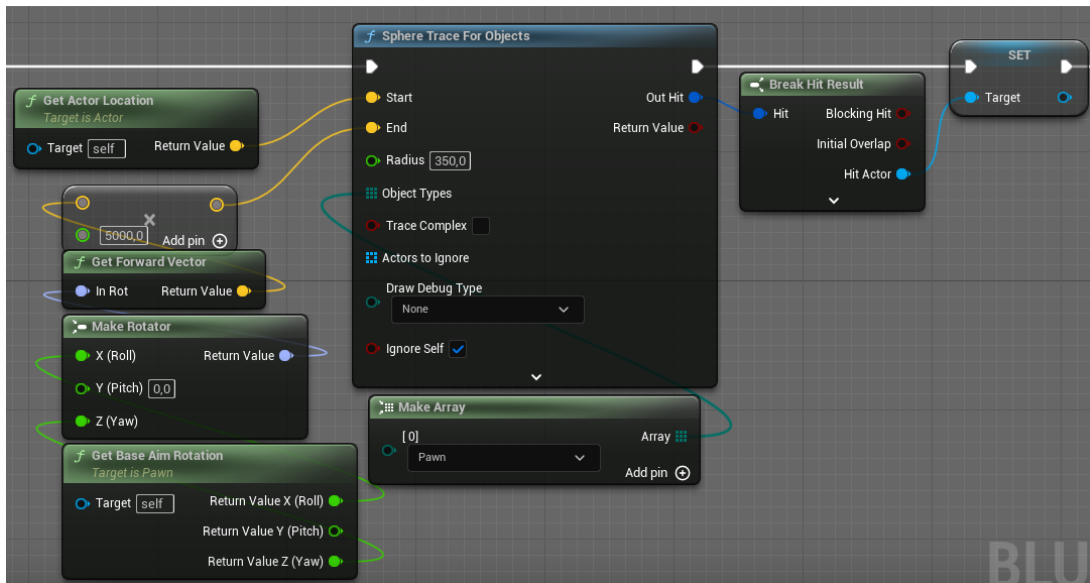 Get Actor Location
Target is Actor
Target self Return Value
5000,0 Add pin
Get Forward Vector
In Rot Return Value
Make Rotator
X (Roll) Return Value
Y (Pitch) 0,0
Z (Yaw)
Get Base Aim Rotation
Target is Pawn
Target self Return Value X (Roll)
Return Value Y (Pitch)
Return Value Z (Yaw)
Sphere Trace For Objects
Start Out Hit
End Return Value
Radius 350,0
Object Types
Trace Complex
Actors to Ignore
Draw Debug Type
None
Ignore Self
Make Array
[ 0] Array
Pawn
Add pin
Break Hit Result
Hit Blocking Hit
Initial Overlap
Hit Actor
SET
Target
BLU